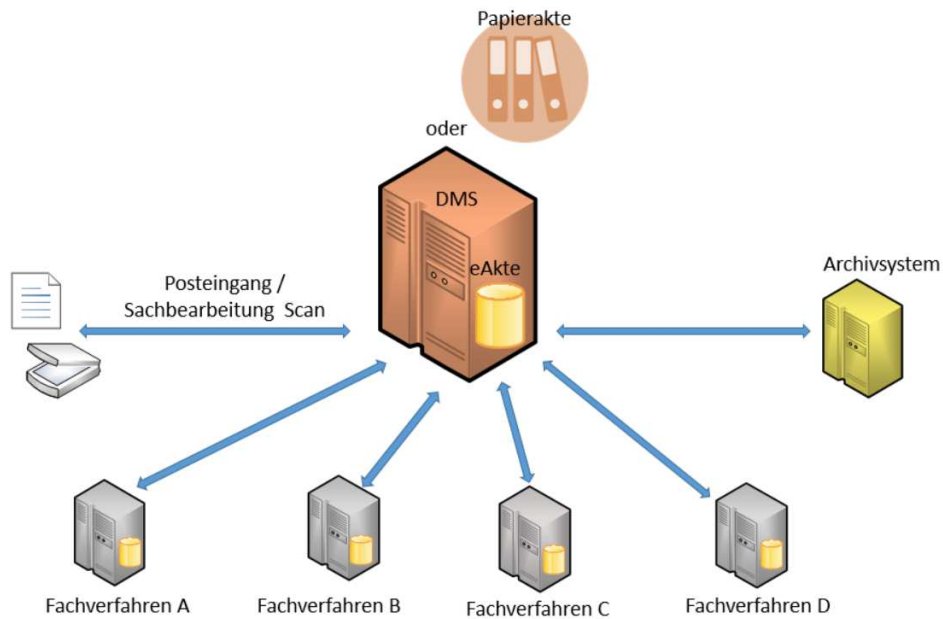 Papierakte
oder
DMS
eAkte
Posteingang /
Sachbearbeitung Scan
Archivsystem
Fachverfahren A
Fachverfahren B
Fachverfahren C
Fachverfahren D